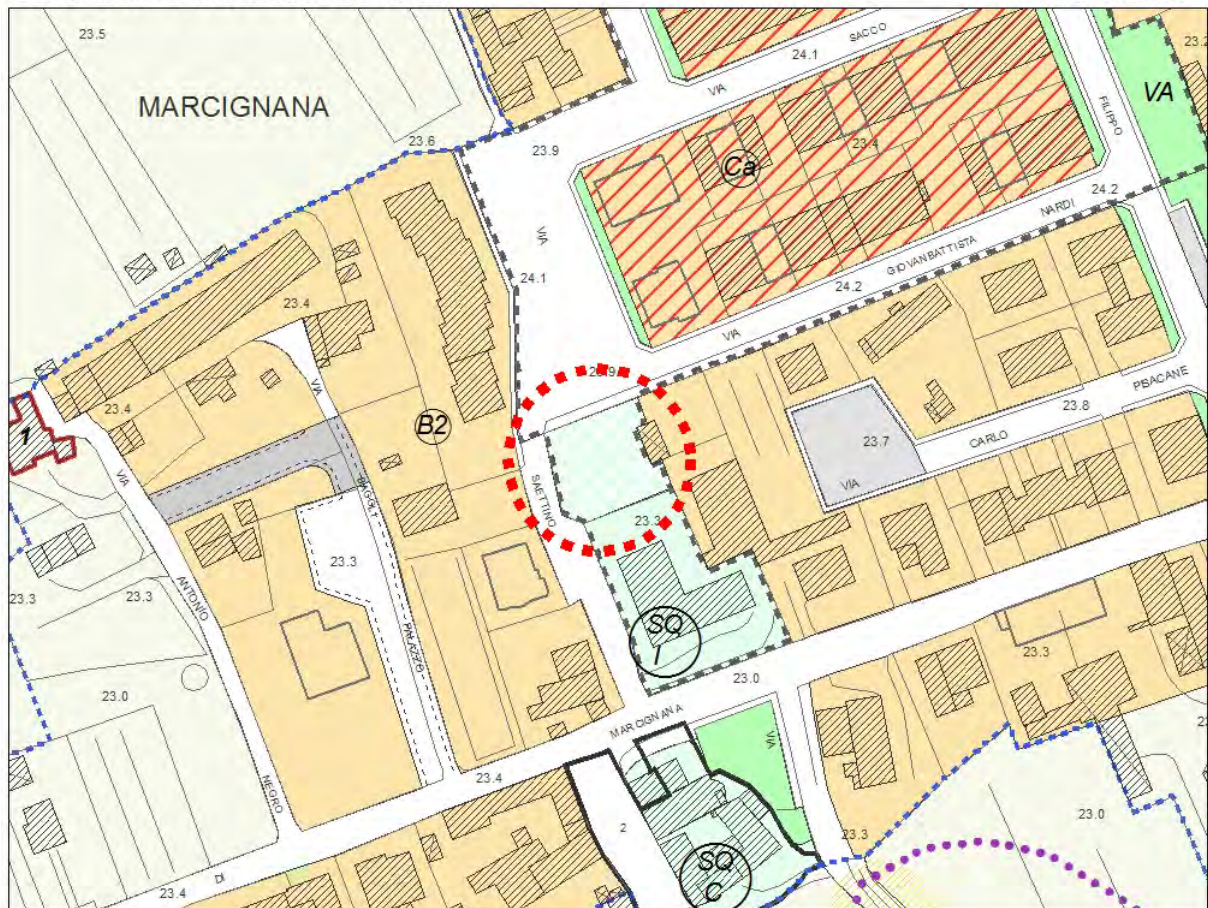 23.5
SACCO
24.1
VIA
23.2
VA
MARCIGNANA
23.6
23.9
FILIPPO
23.4
Ca
24.2
NARDI
VIA
GIOVANBATTISTA
24.1
24.2
23.4
VIA
VIA
PISACANE
23.4
B2
23.8
1
23.7
CARLO
VIA
VIA
SAETTINO
BAGGI
23.3
23.3
ANTONIO
23.3
23.3
SQ
I
PALAZZO
23.3
23.0
23.0
MARCIGNANA
VIA
23.4
NEGRO
23.0
2
23.3
DI
SQ
C
23.4